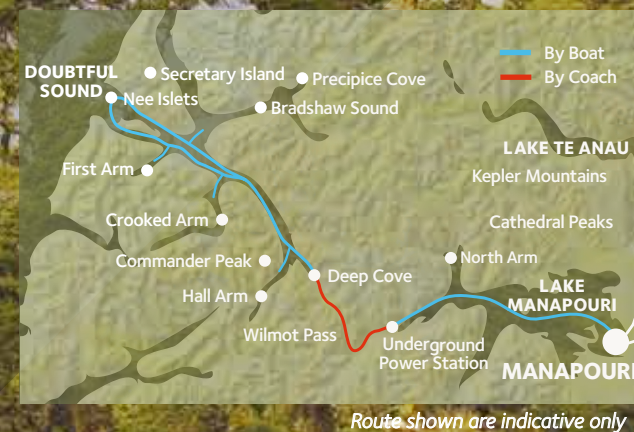 By Boat
By Coach
DOUBTFUL
SOUND
Secretary Island
Precipice Cove
Nee Islets
Bradshaw Sound
LAKE TE ANAU
First Arm
Kepler Mountains
Crooked Arm
Cathedral Peaks
Commander Peak
North Arm
Deep Cove
Hall Arm
LAKE
MANAPOURI
Wilmot Pass
Underground
Power Station
MANAPOURI
Route shown are indicative only